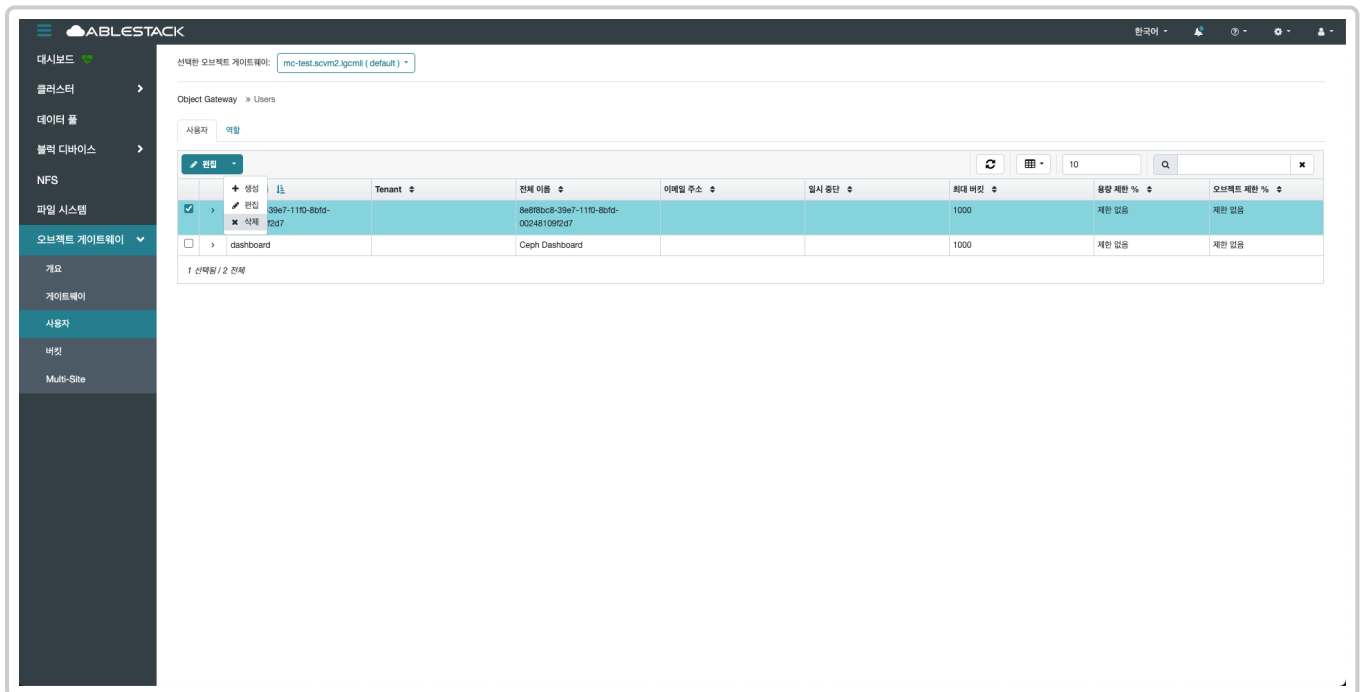 ABLESTACK
한국어
대시보드
클러스터
데이터 풀
블럭 디바이스
NFS
파일 시스템
오브젝트 게이트웨이
개요
게이트웨이
사용자
버킷
Multi-Site
선택한 오브젝트 게이트웨이: mc-test.scvm2.lgcmli ( default )
Object Gateway » Users
사용자 역할
편집 10
생성
편집
삭제
Tenant 전체 이름 이메일 주소 일시 중단 최대 버킷 용량 제한 % 오브젝트 제한 %
39e7-11f0-8bfd- 8e8f8bc8-39e7-11f0-8bfd- 1000 제한 없음 제한 없음
f2d7 00248109f2d7
dashboard Ceph Dashboard 1000 제한 없음 제한 없음
1 선택됨 / 2 전체